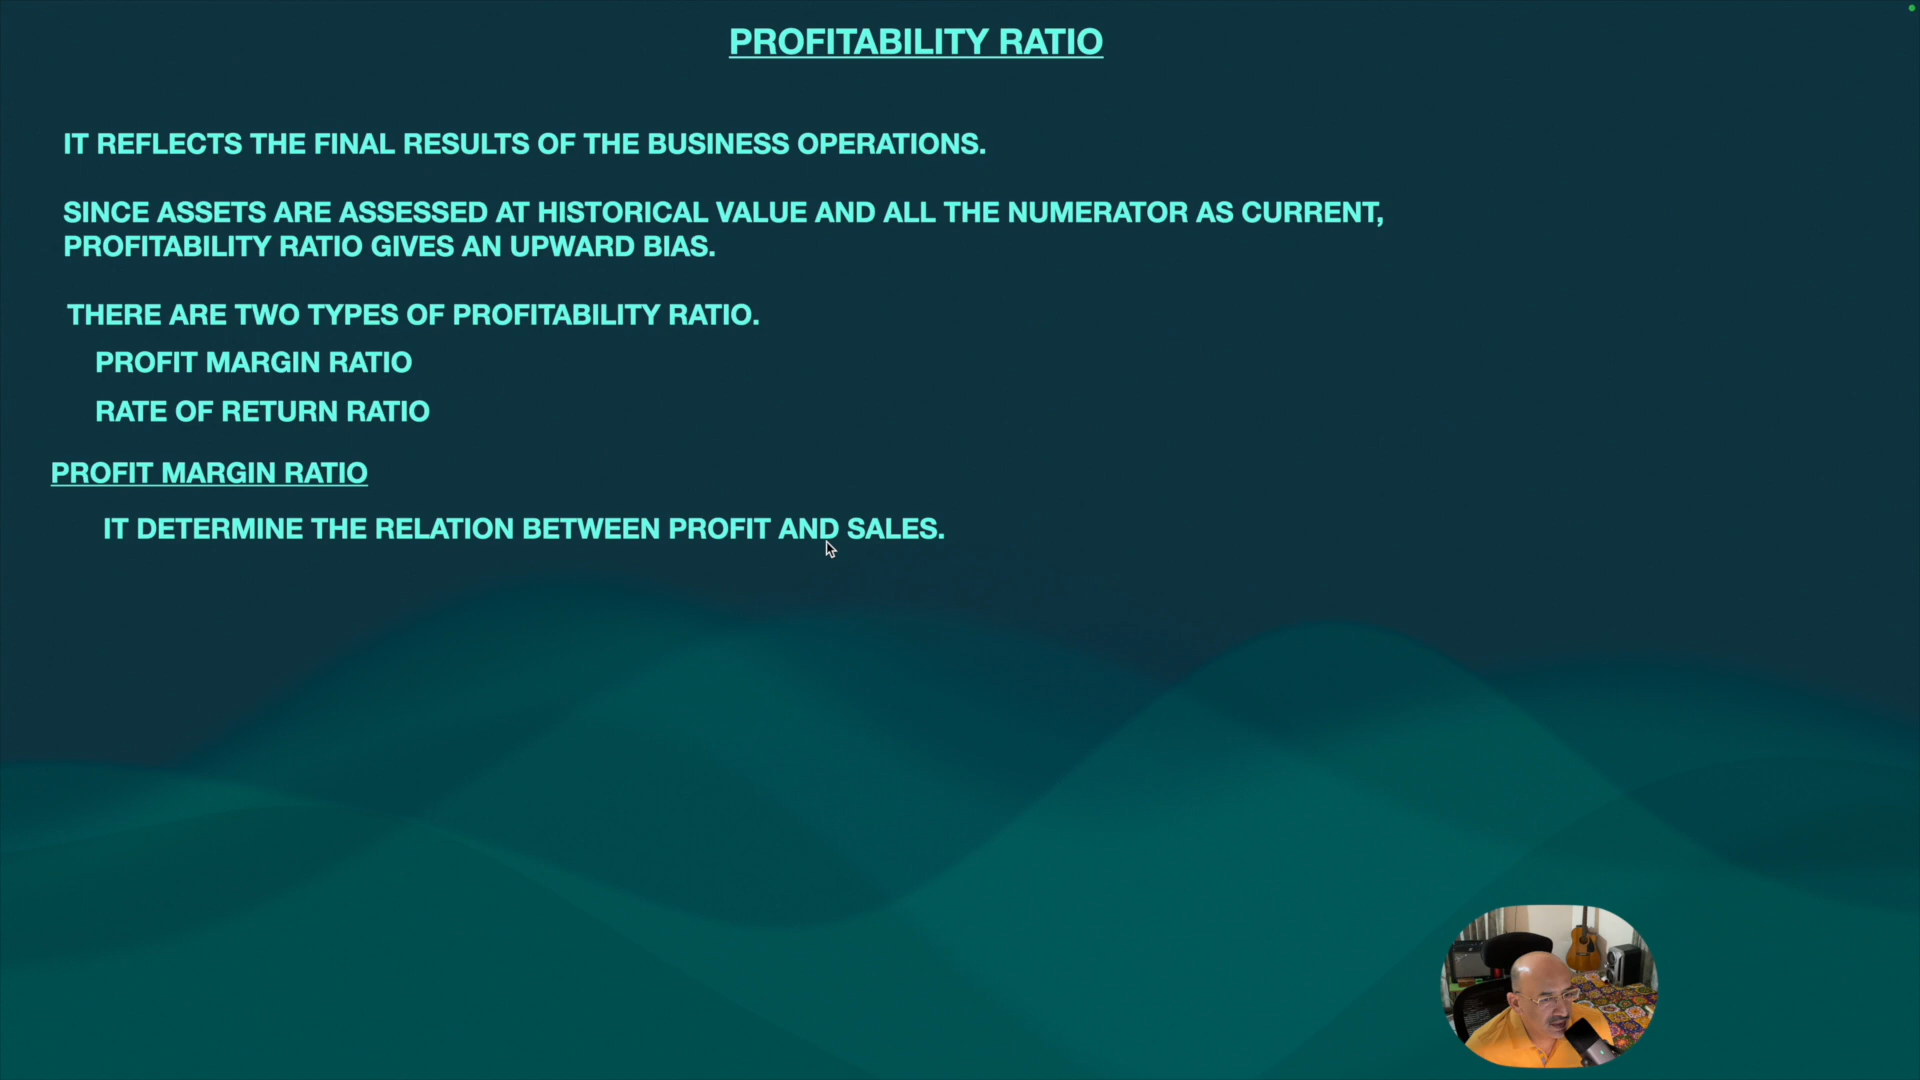 PROFITABILITY RATIO
IT REFLECTS THE FINAL RESULTS OF THE BUSINESS OPERATIONS.
SINCE ASSETS ARE ASSESSED AT HISTORICAL VALUE AND ALL THE NUMERATOR AS CURRENT,
PROFITABILITY RATIO GIVES AN UPWARD BIAS.
THERE ARE TWO TYPES OF PROFITABILITY RATIO.
PROFIT MARGIN RATIO
RATE OF RETURN RATIO
PROFIT MARGIN RATIO
IT DETERMINE THE RELATION BETWEEN PROFIT AND SALES.